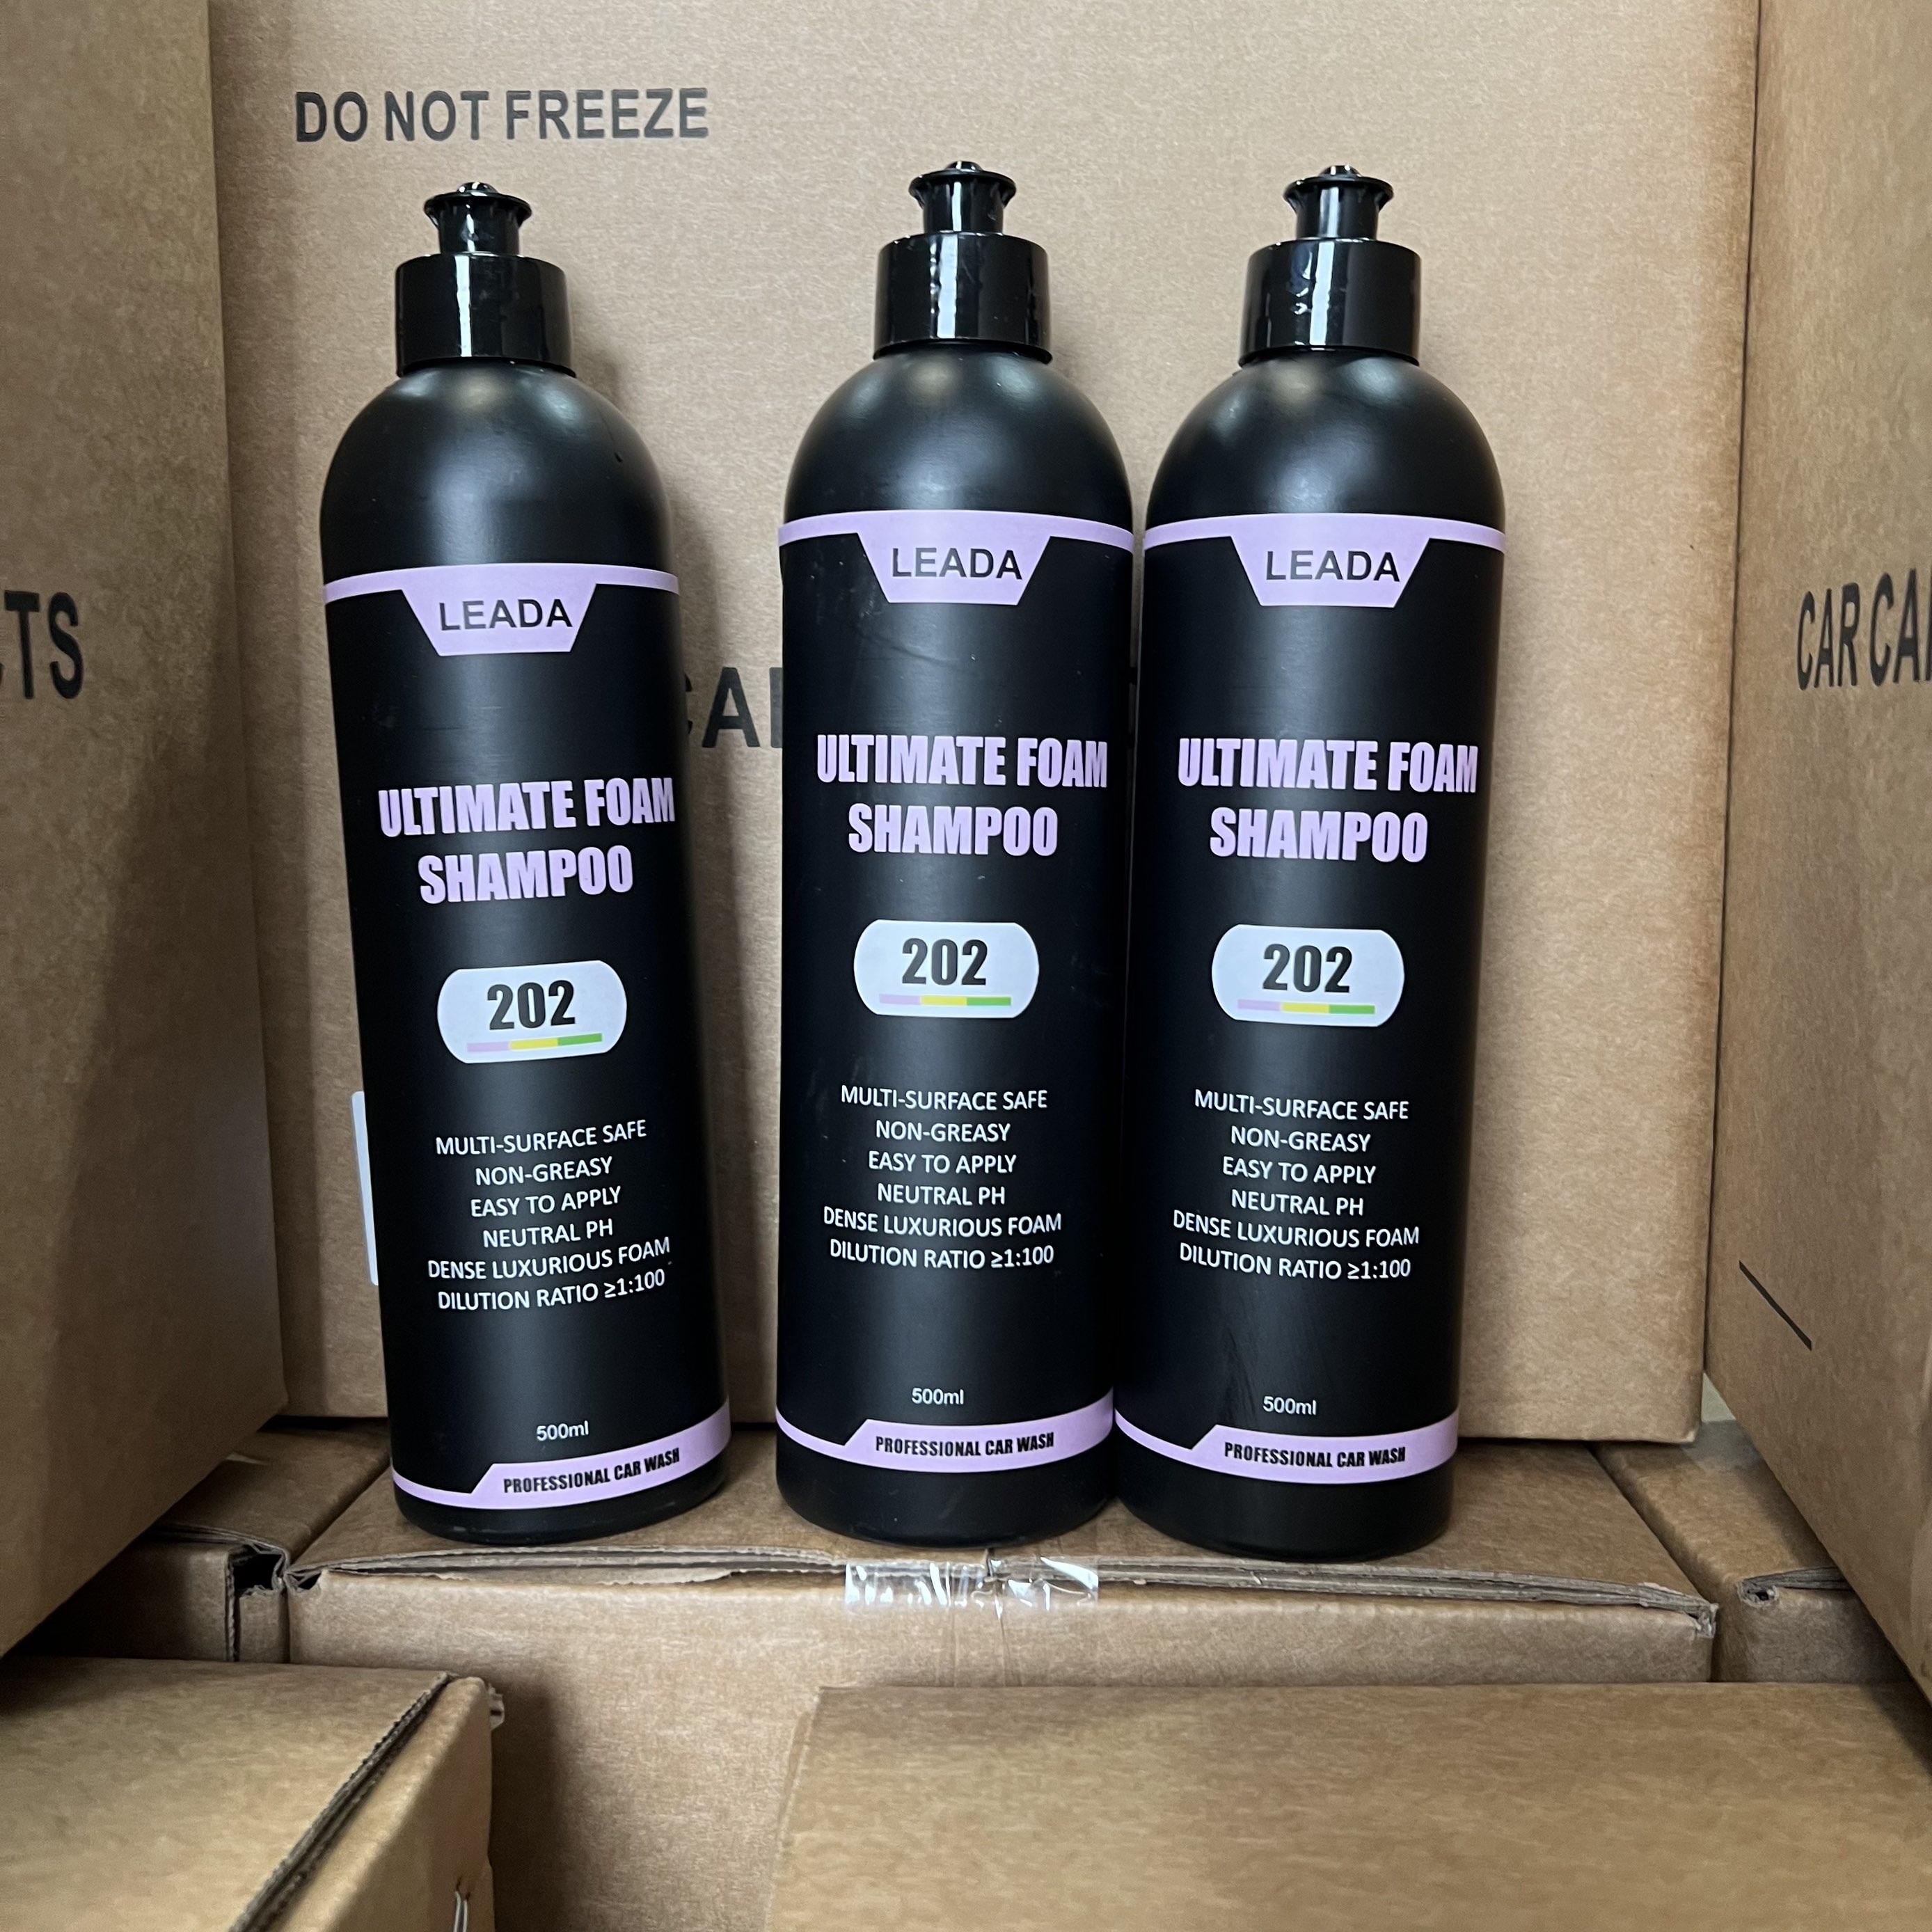 DO NOT FREEZE
CTS
CAR CA
LEADA
ULTIMATE FOAM
SHAMPOO
202
MULTI-SURFACE SAFE
NON-GREASY
EASY TO APPLY
NEUTRAL PH
DENSE LUXURIOUS FOAM
DILUTION RATIO ≥1:100
500ml
PROFESSIONAL CAR WASH
LEADA
ULTIMATE FOAM
SHAMPOO
202
MULTI-SURFACE SAFE
NON-GREASY
EASY TO APPLY
NEUTRAL PH
DENSE LUXURIOUS FOAM
DILUTION RATIO ≥1:100
500ml
PROFESSIONAL CAR WASH
LEADA
ULTIMATE FOAM
SHAMPOO
202
MULTI-SURFACE SAFE
NON-GREASY
EASY TO APPLY
NEUTRAL PH
DENSE LUXURIOUS FOAM
DILUTION RATIO ≥1:100
500ml
PROFESSIONAL CAR WASH